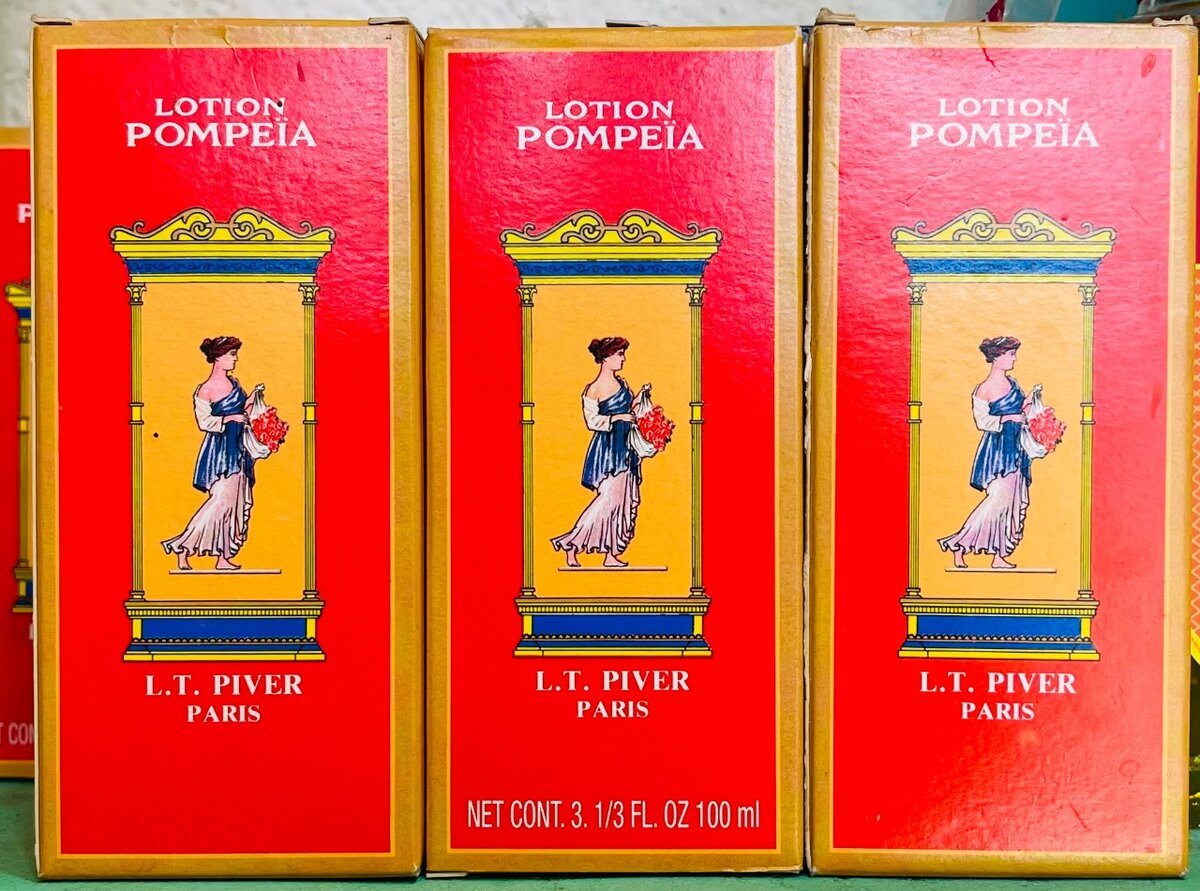 LOTION
POMPEÏA
L.T. PIVER
PARIS
LOTION
POMPEÏA
L.T. PIVER
PARIS
NET CONT. 3. 1/3 FL. OZ 100 ml
LOTION
POMPEÏA
L.T. PIVER
PARIS